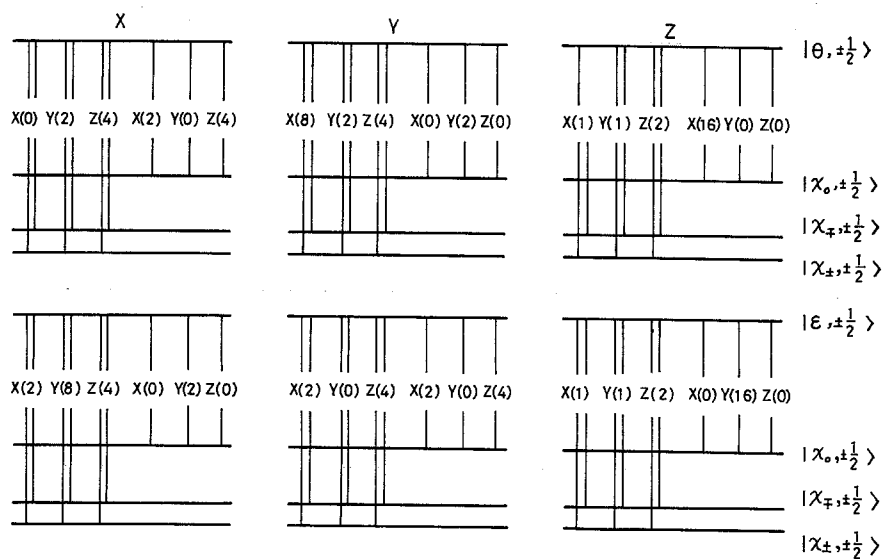 X Y Z
|θ,±1/2⟩
X(0) Y(2) Z(4) X(2) Y(0) Z(4) X(8) Y(2) Z(4) X(0) Y(2) Z(0) X(1) Y(1) Z(2) X(16) Y(0) Z(0)
|χ₀,±1/2⟩
|χ∓,±1/2⟩
|χ±,±1/2⟩
|ε,±1/2⟩
X(2) Y(8) Z(4) X(0) Y(2) Z(0) X(2) Y(0) Z(4) X(2) Y(0) Z(4) X(1) Y(1) Z(2) X(0) Y(16) Z(0)
|χ₀,±1/2⟩
|χ∓,±1/2⟩
|χ±,±1/2⟩